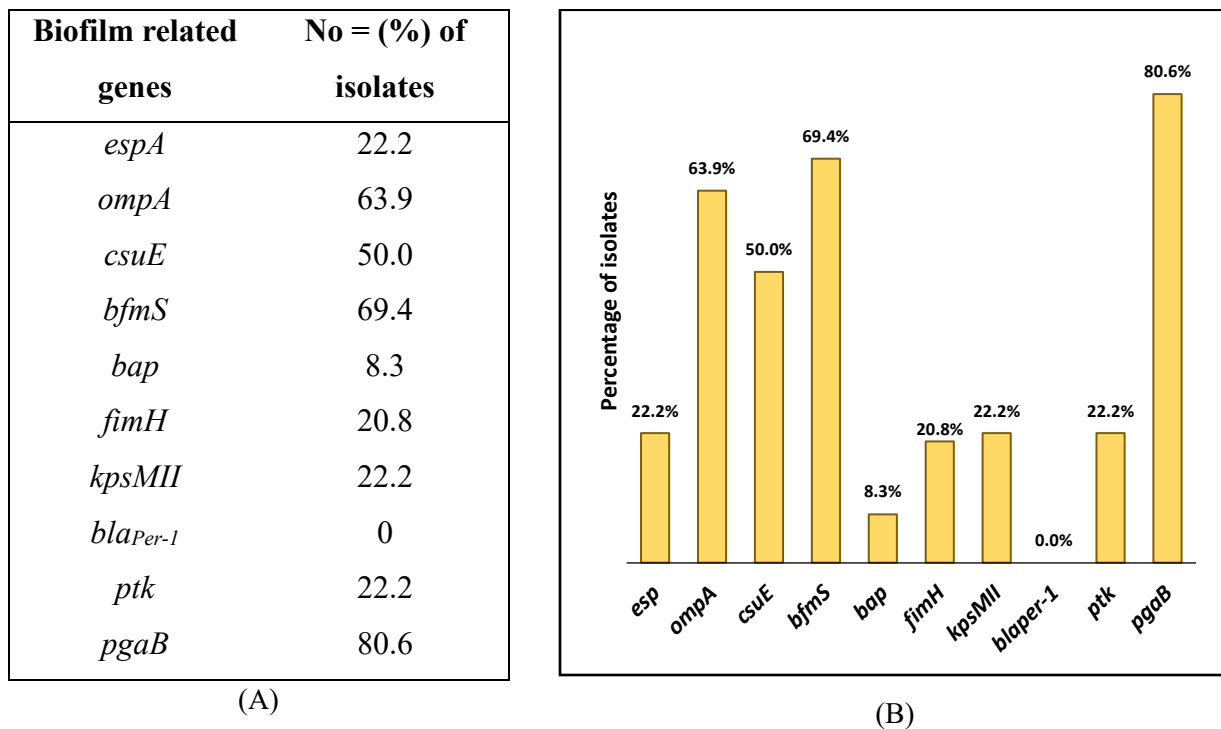 Biofilm related genes No = (%) of isolates
espA 22.2
ompA 63.9
csuE 50.0
bfmS 69.4
bap 8.3
fimH 20.8
kpsMII 22.2
blaPer-1 0
ptk 22.2
pgaB 80.6
(A)
Percentage of isolates
22.2%
63.9%
50.0%
69.4%
8.3%
20.8%
22.2%
0.0%
22.2%
80.6%
esp
ompA
csuE
bfmS
bap
fimH
kpsMII
blaper-1
ptk
pgaB
(B)